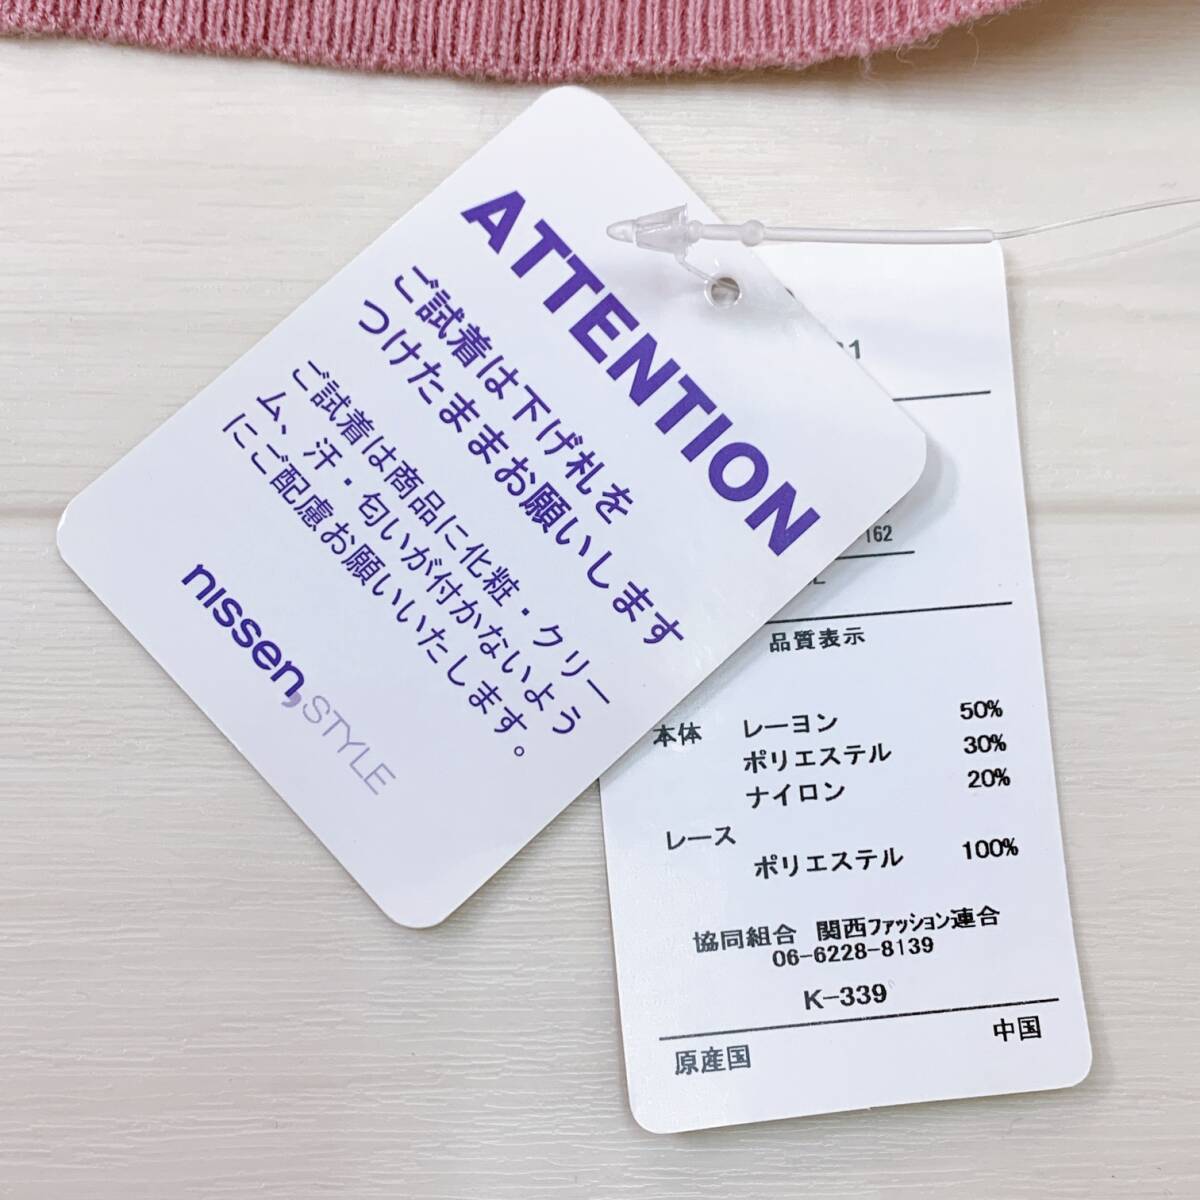 ATTENTION
ご試着は下げ札を
つけたままお願いします
ご試着は商品に化粧・クリー
ム、汗・匂いが付かないよう
にご配慮お願いいたします。
nissen, STYLE
162
品質表示
本体 レーヨン 50%
ポリエステル 30%
ナイロン 20%
レース
ポリエステル 100%
協同組合 関西ファッション連合
06-6228-8139
K-339
原産国 中国